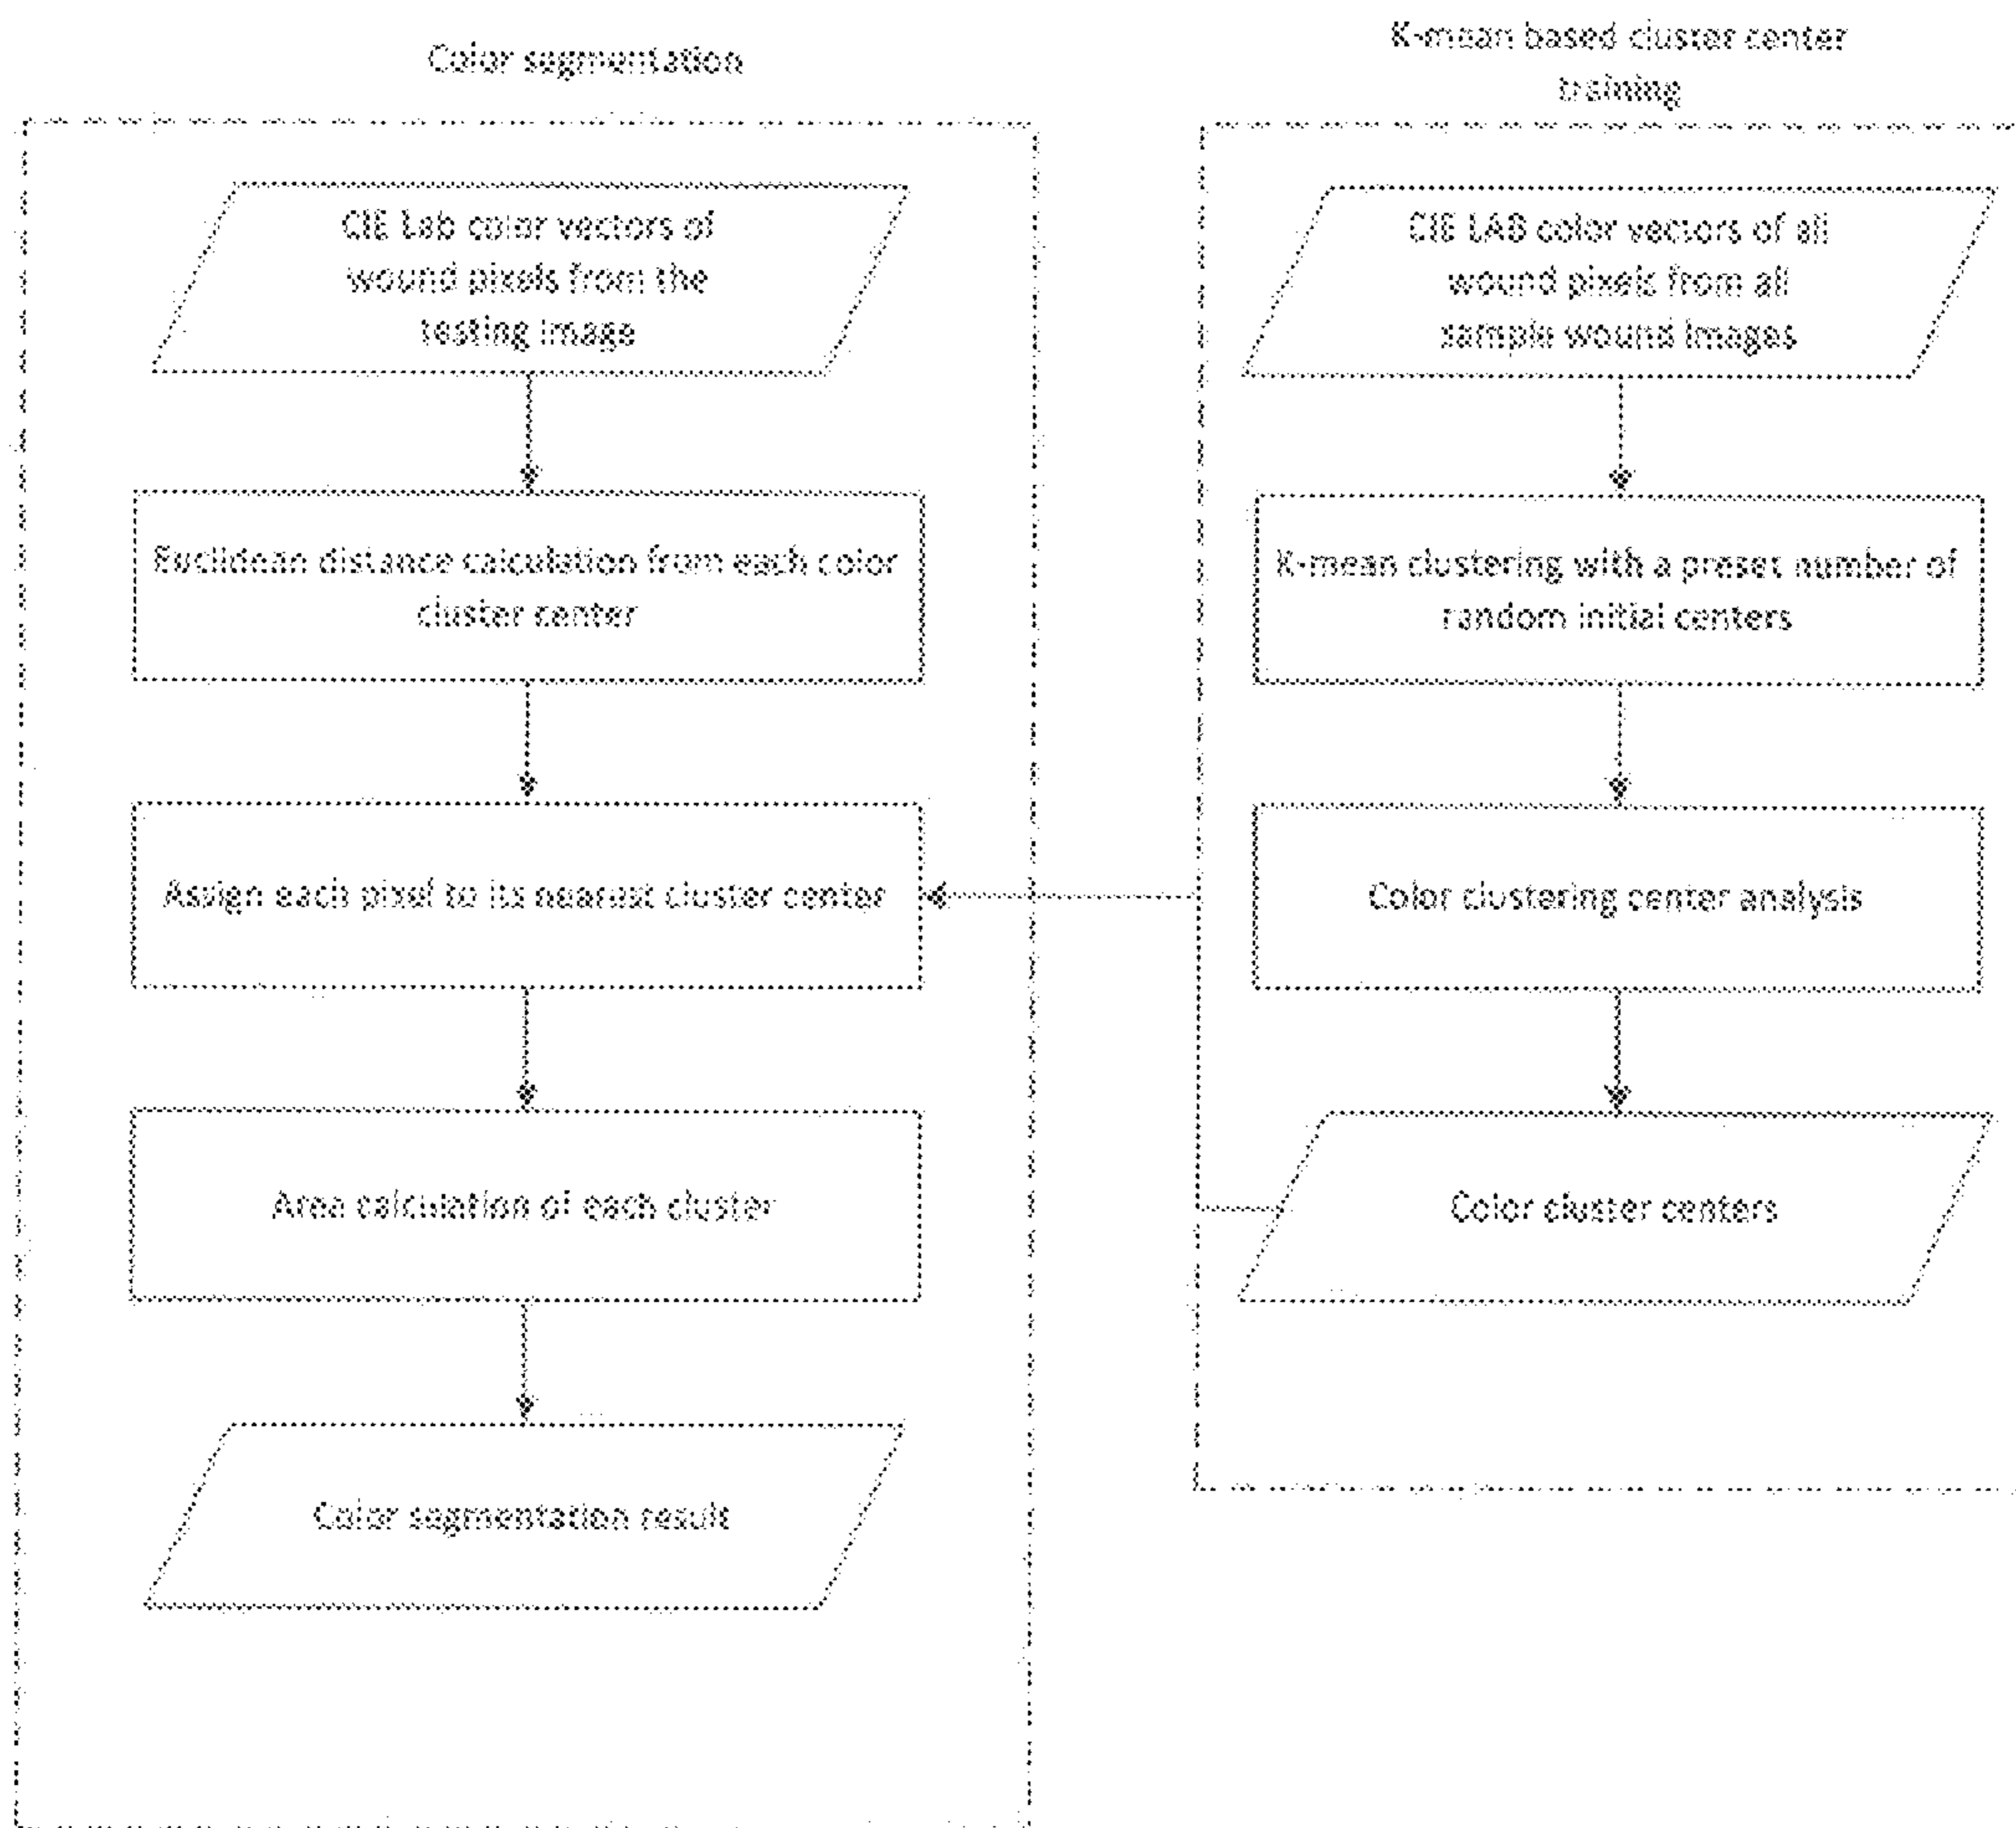 Color segmentation
CIE Lab color vectors of
wound pixels from the
testing image
Euclidean distance calculation from each color
cluster center
Assign each pixel to its nearest cluster center
Area calculation of each cluster
Color segmentation result
K-mean based cluster center
training
CIE LAB color vectors of all
wound pixels from all
sample wound images
K-mean clustering with a preset number of
random initial centers
Color clustering center analysis
Color cluster centers